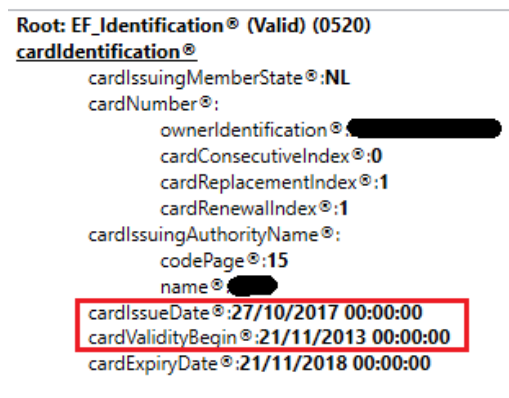 Root: EF_Identification® (Valid) (0520)
cardIdentification®
cardIssuingMemberState®:NL
cardNumber®:
ownerIdentification®:
cardConsecutiveIndex®:0
cardReplacementIndex®:1
cardRenewalIndex®:1
cardIssuingAuthorityName®:
codePage®:15
name®
cardIssueDate®:27/10/2017 00:00:00
cardValidityBegin®:21/11/2013 00:00:00
cardExpiryDate®:21/11/2018 00:00:00